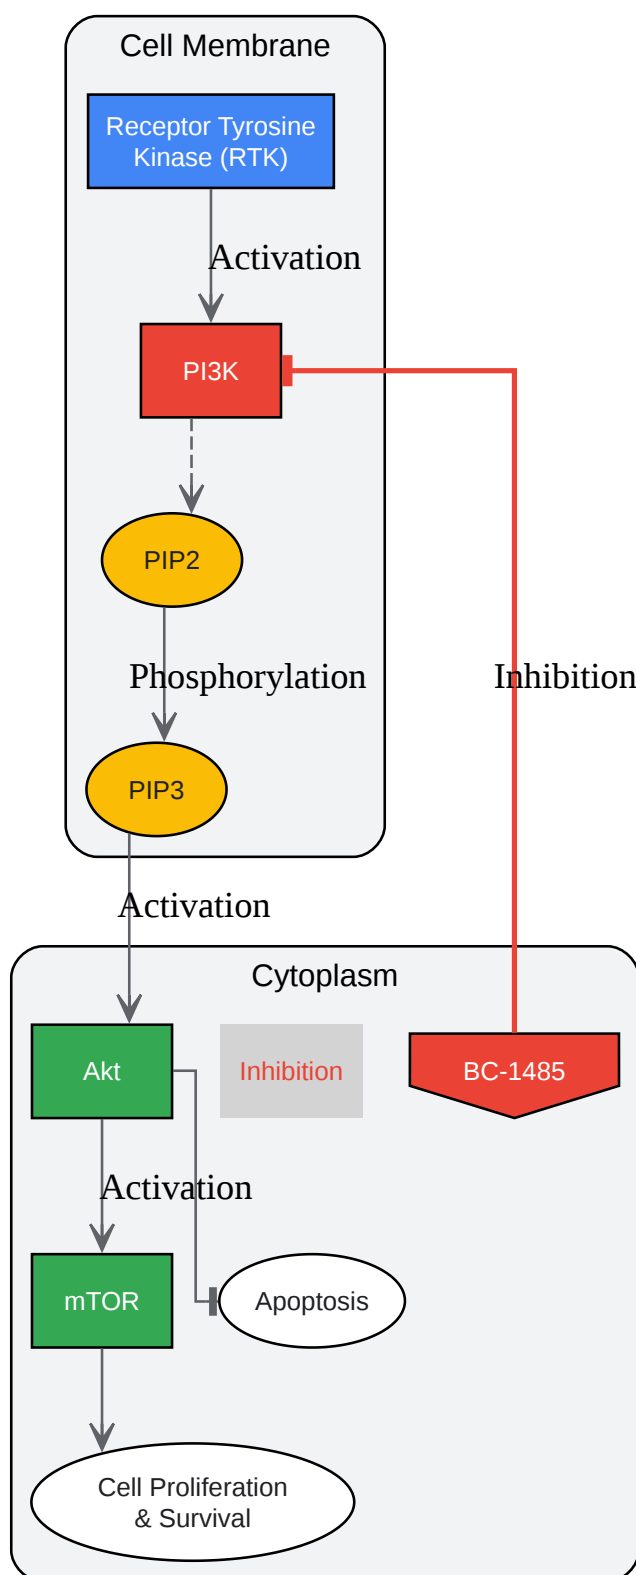 Cell Membrane
Receptor Tyrosine
Kinase (RTK)
Activation
PI3K
PIP2
Phosphorylation
Inhibition
PIP3
Activation
Cytoplasm
Akt
Inhibition
BC-1485
Activation
mTOR
Apoptosis
Cell Proliferation
& Survival